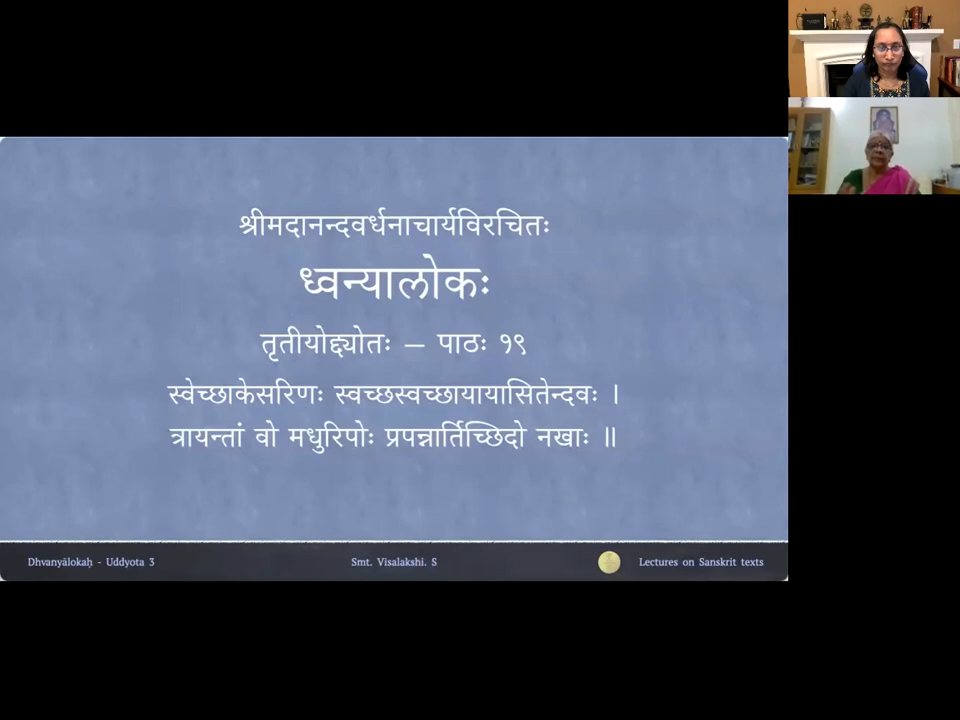 श्रीमदानन्दवर्धनाचार्यविरचितः
ध्वन्यालोकः
तृतीयोद्द्योतः – पाठः १९
स्वेच्छाकेसरिणः स्वच्छस्वच्छायायासितेन्दवः ।
त्रायन्तां वो मधुरिपोः प्रपन्नार्तिच्छिदो नखाः ॥
Dhvanyālokaḥ - Uddyota 3
Smt. Visalakshi. S
Lectures on Sanskrit texts